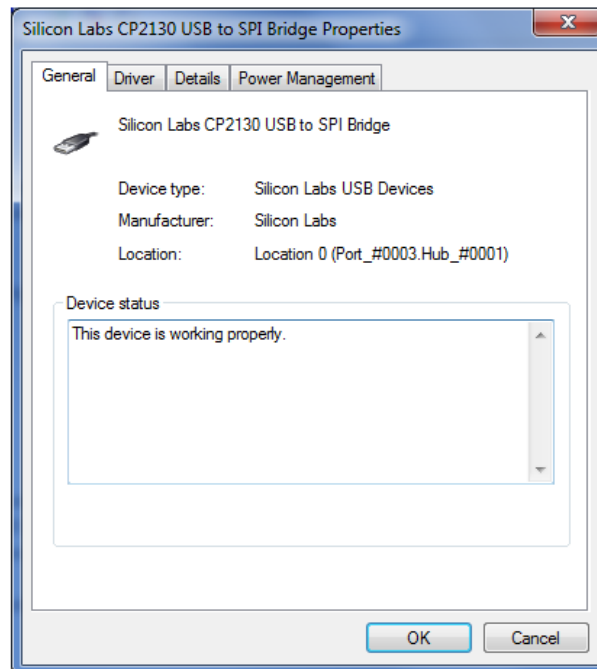 Silicon Labs CP2130 USB to SPI Bridge Properties
General Driver Details Power Management
Silicon Labs CP2130 USB to SPI Bridge
Device type: Silicon Labs USB Devices
Manufacturer: Silicon Labs
Location: Location 0 (Port_#0003.Hub_#0001)
Device status
This device is working properly.
OK Cancel